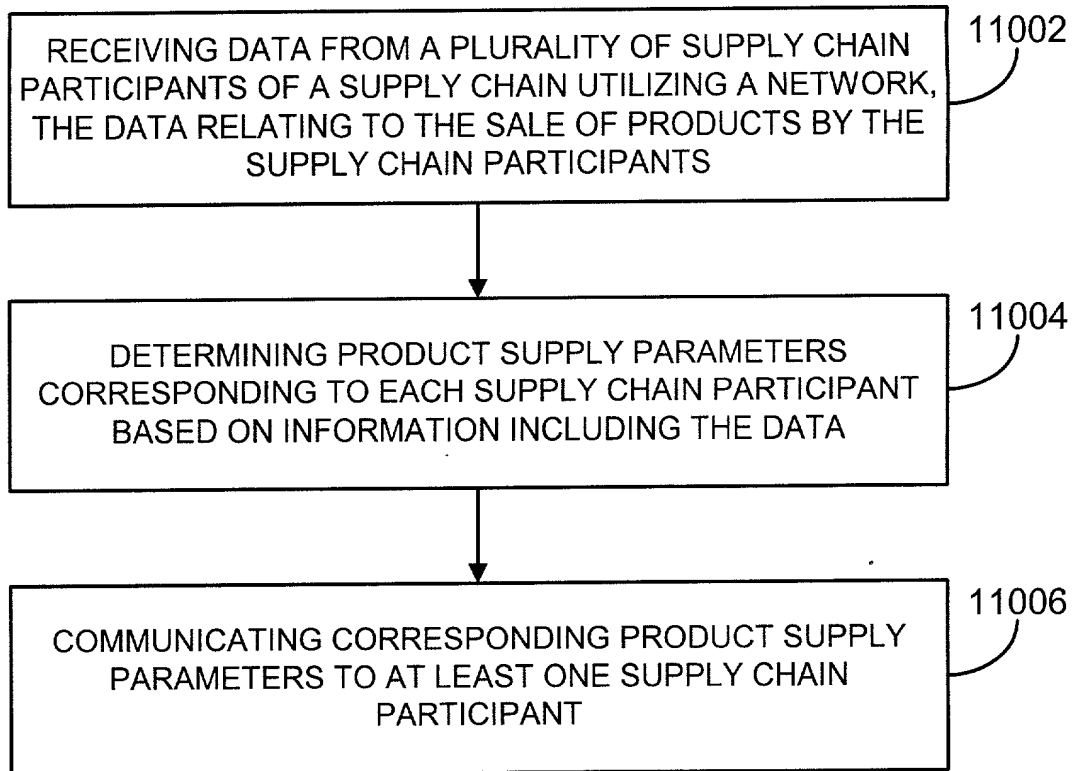 RECEIVING DATA FROM A PLURALITY OF SUPPLY CHAIN
PARTICIPANTS OF A SUPPLY CHAIN UTILIZING A NETWORK,
THE DATA RELATING TO THE SALE OF PRODUCTS BY THE
SUPPLY CHAIN PARTICIPANTS
11002
DETERMINING PRODUCT SUPPLY PARAMETERS
CORRESPONDING TO EACH SUPPLY CHAIN PARTICIPANT
BASED ON INFORMATION INCLUDING THE DATA
11004
COMMUNICATING CORRESPONDING PRODUCT SUPPLY
PARAMETERS TO AT LEAST ONE SUPPLY CHAIN
PARTICIPANT
11006